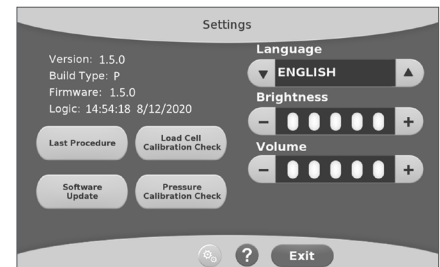 Settings
Version: 1.5.0
Build Type: P
Firmware: 1.5.0
Logic: 14:54:18 8/12/2020
Last Procedure
Load Cell
Calibration Check
Software
Update
Pressure
Calibration Check
Language
▼ ENGLISH ▲
Brightness
− +
Volume
− +
? Exit